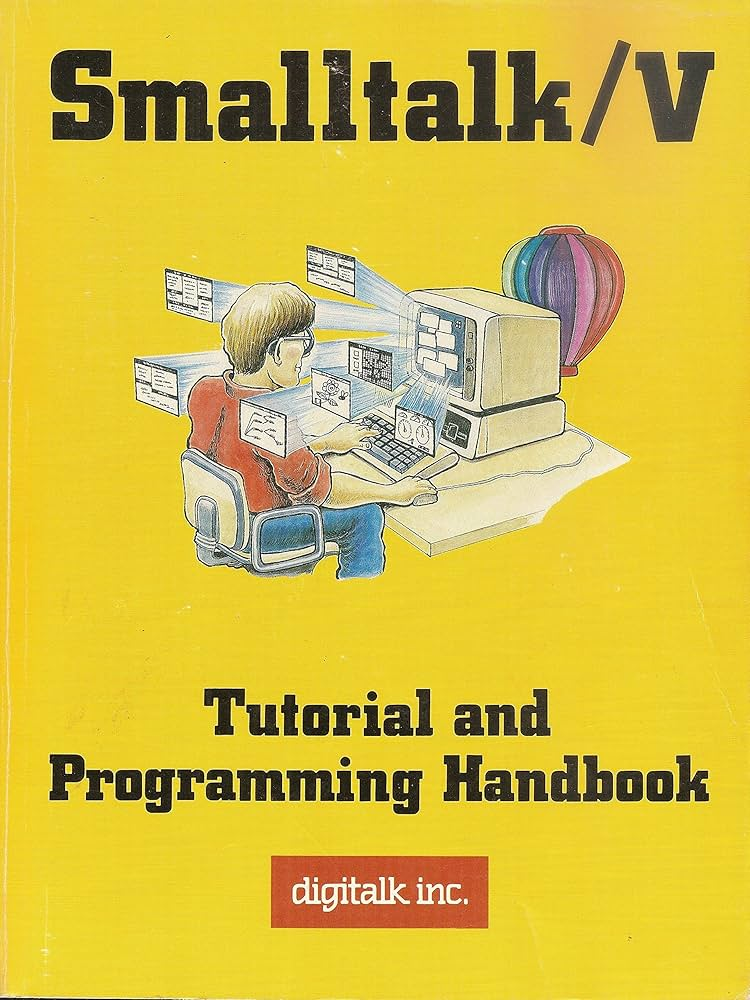 Smalltalk/V
Tutorial and
Programming Handbook
digitalk inc.